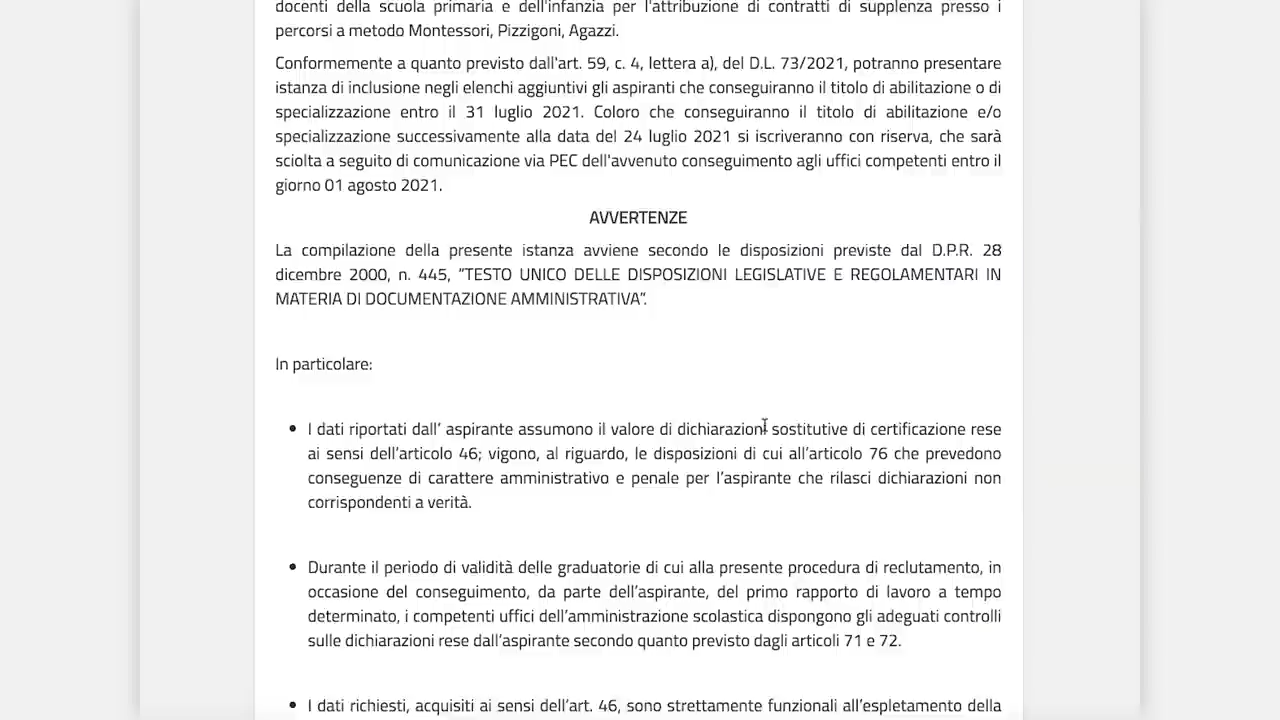 docenti della scuola primaria e dell'infanzia per l'attribuzione di contratti di supplenza presso i
percorsi a metodo Montessori, Pizzigoni, Agazzi.
Conformemente a quanto previsto dall'art. 59, c. 4, lettera a), del D.L. 73/2021, potranno presentare
istanza di inclusione negli elenchi aggiuntivi gli aspiranti che conseguiranno il titolo di abilitazione o di
specializzazione entro il 31 luglio 2021. Coloro che conseguiranno il titolo di abilitazione e/o
specializzazione successivamente alla data del 24 luglio 2021 si iscriveranno con riserva, che sarà
sciolta a seguito di comunicazione via PEC dell'avvenuto conseguimento agli uffici competenti entro il
giorno 01 agosto 2021.
AVVERTENZE
La compilazione della presente istanza avviene secondo le disposizioni previste dal D.P.R. 28
dicembre 2000, n. 445, “TESTO UNICO DELLE DISPOSIZIONI LEGISLATIVE E REGOLAMENTARI IN
MATERIA DI DOCUMENTAZIONE AMMINISTRATIVA”.
In particolare:
• I dati riportati dall’ aspirante assumono il valore di dichiarazioni sostitutive di certificazione rese
ai sensi dell’articolo 46; vigono, al riguardo, le disposizioni di cui all’articolo 76 che prevedono
conseguenze di carattere amministrativo e penale per l’aspirante che rilasci dichiarazioni non
corrispondenti a verità.
• Durante il periodo di validità delle graduatorie di cui alla presente procedura di reclutamento, in
occasione del conseguimento, da parte dell’aspirante, del primo rapporto di lavoro a tempo
determinato, i competenti uffici dell’amministrazione scolastica dispongono gli adeguati controlli
sulle dichiarazioni rese dall’aspirante secondo quanto previsto dagli articoli 71 e 72.
• I dati richiesti, acquisiti ai sensi dell’art. 46, sono strettamente funzionali all’espletamento della